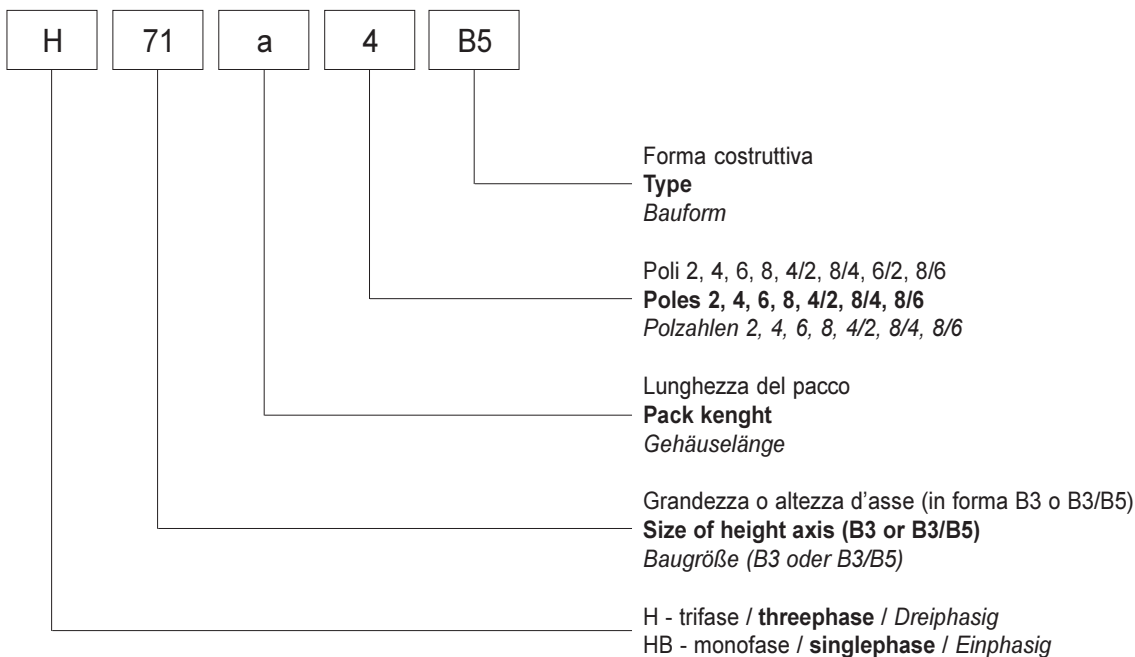 H 71 a 4 B5
Forma costruttiva
Type
Bauform
Poli 2, 4, 6, 8, 4/2, 8/4, 6/2, 8/6
Poles 2, 4, 6, 8, 4/2, 8/4, 8/6
Polzahlen 2, 4, 6, 8, 4/2, 8/4, 8/6
Lunghezza del pacco
Pack kenght
Gehäuselänge
Grandezza o altezza d'asse (in forma B3 o B3/B5)
Size of height axis (B3 or B3/B5)
Baugröße (B3 oder B3/B5)
H - trifase / threephase / Dreiphasig
HB - monofase / singlephase / Einphasig